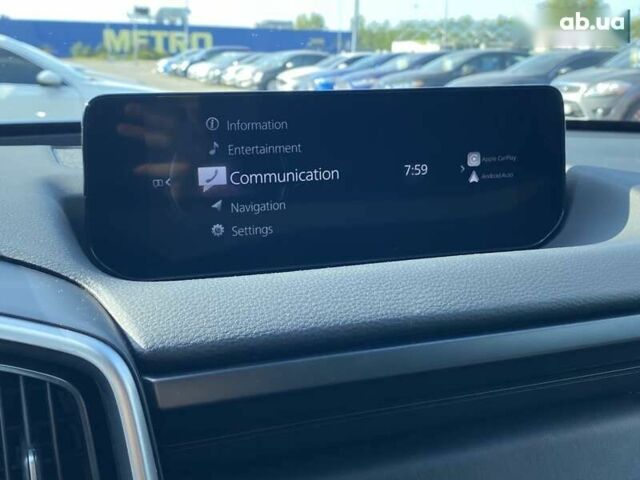 ab.ua
METRO
Information
Entertainment
Communication
7:59
Apple CarPlay
Android Auto
Navigation
Settings